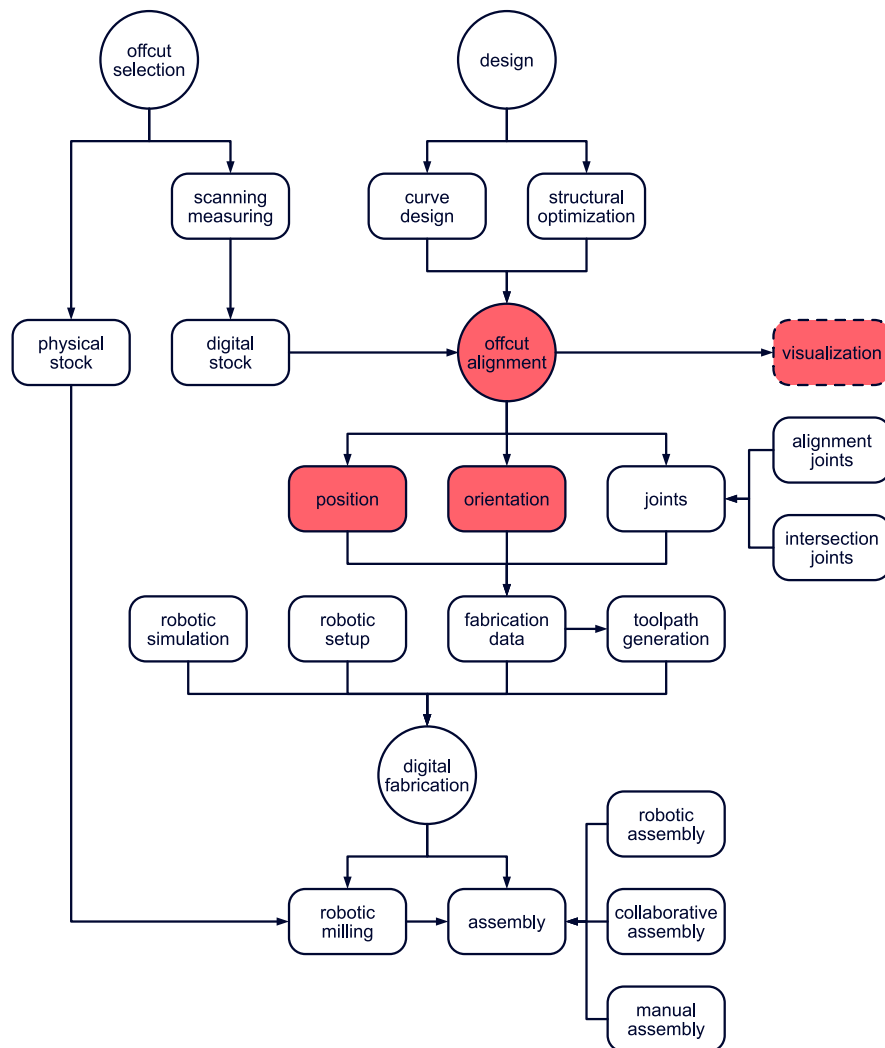 offcut
selection
design
scanning
measuring
curve
design
structural
optimization
physical
stock
digital
stock
offcut
alignment
visualization
alignment
joints
position
orientation
joints
intersection
joints
robotic
simulation
robotic
setup
fabrication
data
toolpath
generation
digital
fabrication
robotic
assembly
robotic
milling
assembly
collaborative
assembly
manual
assembly